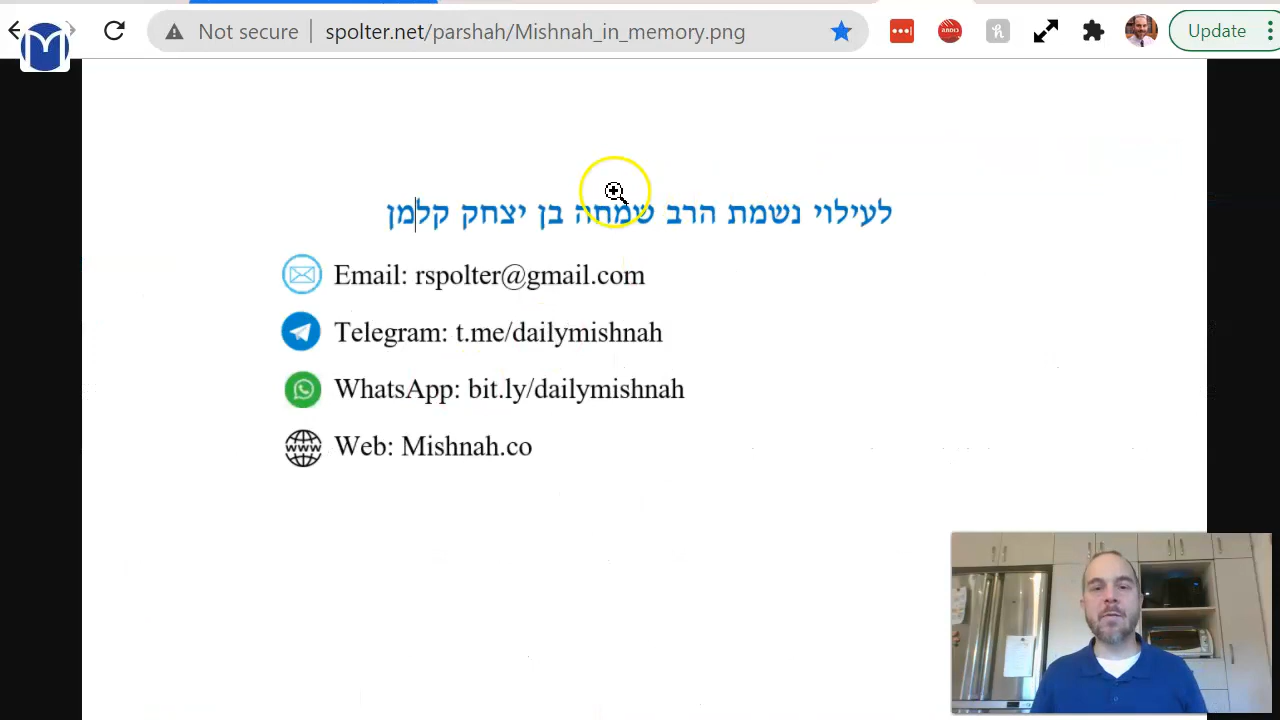 Not secure
spolter.net/parshah/Mishnah_in_memory.png
Update
לעילוי נשמת הרב שמחה בן יצחק קלמן
Email: rspolter@gmail.com
Telegram: t.me/dailymishnah
WhatsApp: bit.ly/dailymishnah
www
Web: Mishnah.co